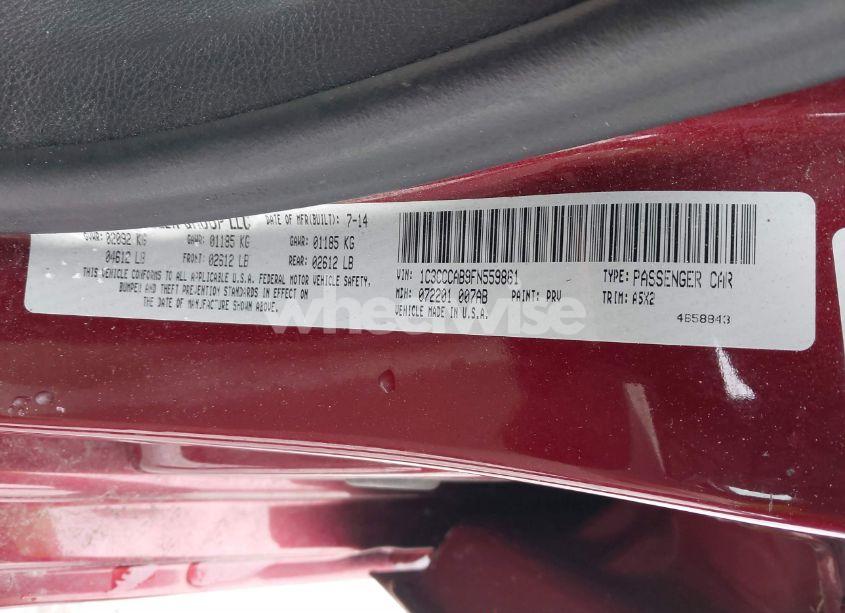 GROUP LLC DATE OF MFR(BUILT): 7-14
GVWR: 02092 KG GAWR: 01185 KG GAWR: 01185 KG
04612 LB FRONT: 02612 LB REAR: 02612 LB
THIS VEHICLE CONFORMS TO ALL APPLICABLE U.S.A. FEDERAL MOTOR VEHICLE SAFETY,
BUMPER AND THEFT PREVENTION STANDARDS IN EFFECT ON
THE DATE OF MANUFACTURE SHOWN ABOVE.
VIN: 1C3CCCAB9FN559861 TYPE: PASSENGER CAR
MDH: 072201 007AB PAINT: PRV TRIM: A5X2
VEHICLE MADE IN U.S.A. 4658843
wheelwise